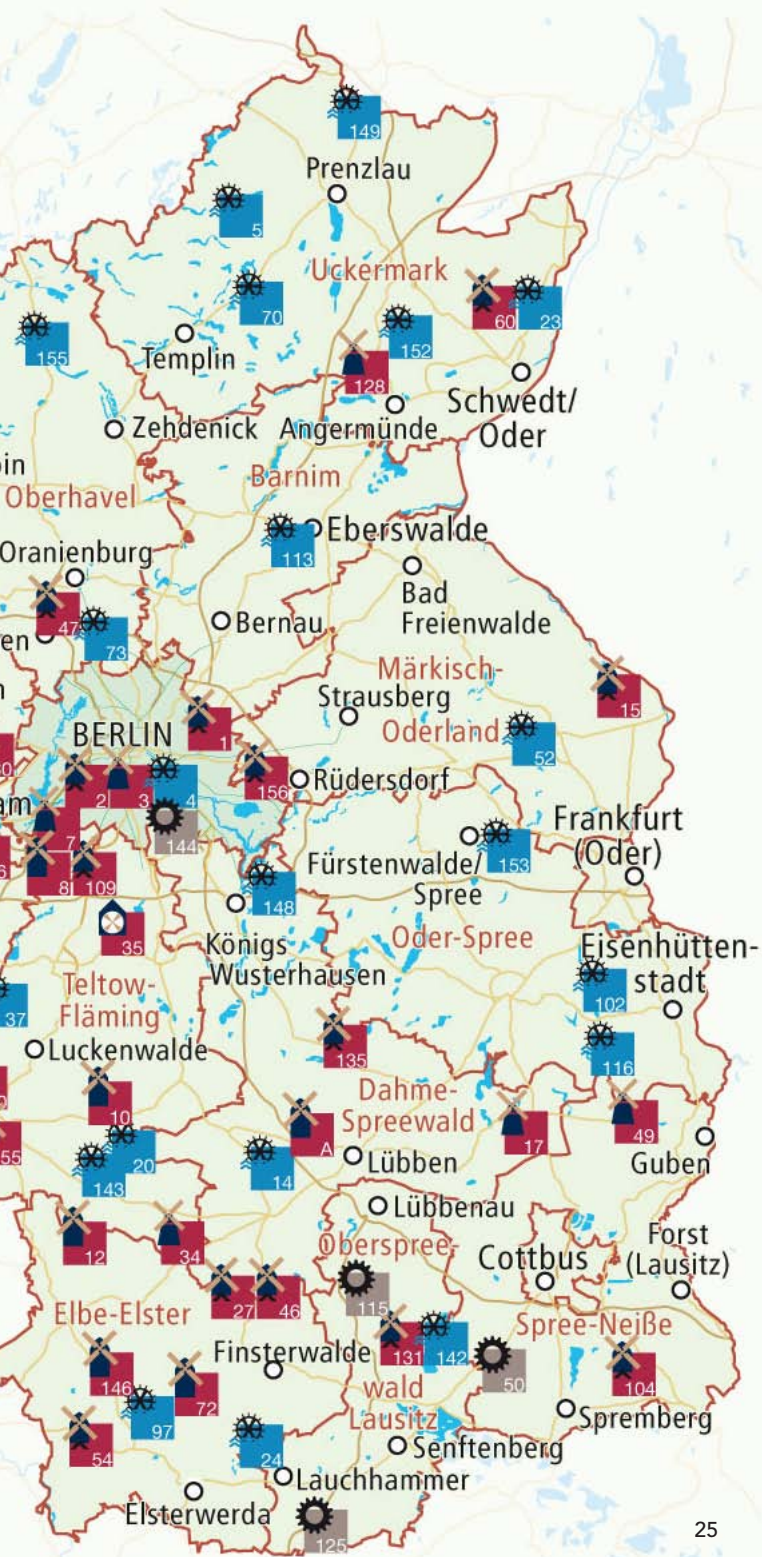 149
Prenzlau
5
Uckermark
70
60
23
155
152
Templin
128
Schwedt/
Oder
Zehdenick
Angermünde
in
Barnim
Oberhavel
Eberswalde
113
Oranienburg
Bad
Freienwalde
47
73
en
Bernau
Märkisch-
15
Strausberg
Oderland
1
BERLIN
52
156
Rüdersdorf
2
3
4
am
7
144
Frankfurt
(Oder)
153
Fürstenwalde/
Spree
8
109
148
35
Königs
Wusterhausen
Oder-Spree
Eisenhütten-
stadt
102
Teltow-
Fläming
37
116
Luckenwalde
135
10
Dahme-
Spreewald
A
17
49
55
20
143
14
Lübben
Guben
Lübbenau
12
34
Oberspree-
Cottbus
Forst
(Lausitz)
27
46
115
Elbe-Elster
Spree-Neiße
131
142
50
Finsterwalde
146
72
wald
Lausitz
104
97
Spremberg
54
24
Senftenberg
Lauchhammer
Elsterwerda
125
25